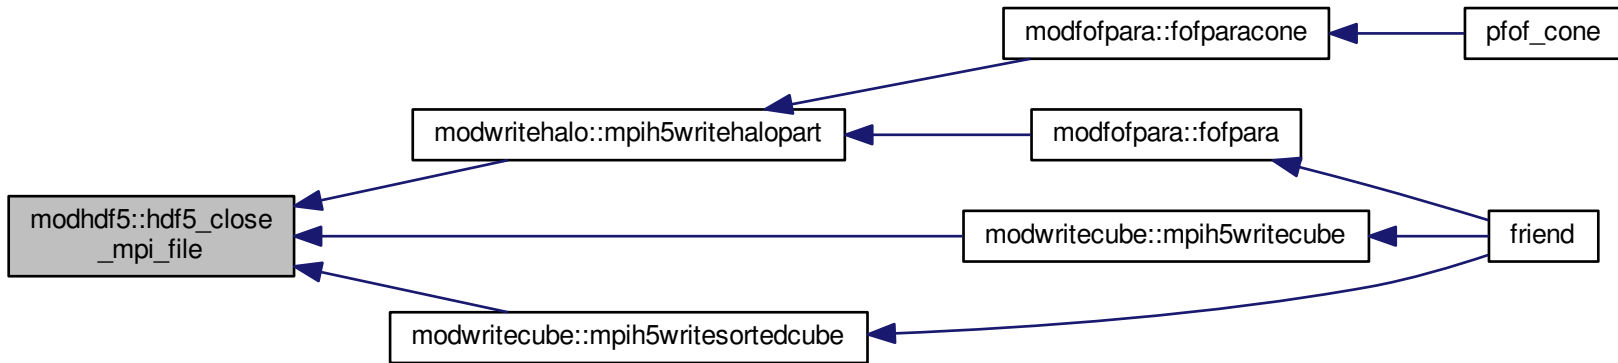 modfofpara::fofparacone
pfof_cone
modwritehalo::mpih5writehalopart
modfofpara::fofpara
modhdf5::hdf5_close
_mpi_file
modwritecube::mpih5writecube
friend
modwritecube::mpih5writesortedcube